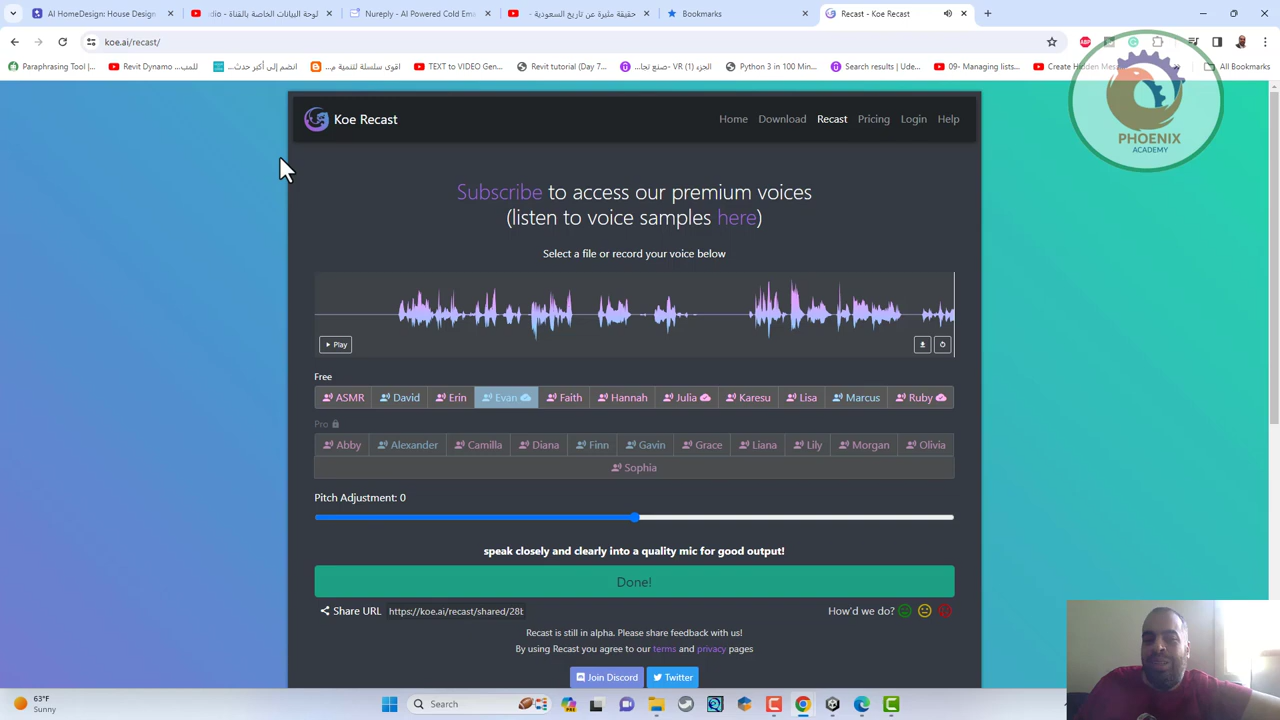 AI HomeDesign: House Design
لوحة البيانات الخاصة بالقناة - dio
Nureply - AI Powered Cold Em
حقيقة مثيرة عن تاريخ السعودية -
Bookmarks
Recast - Koe Recast
koe.ai/recast/
Paraphrasing Tool |...
Revit Dynamo للمب...
انضم إلى أكثر حدث...
اقوى سلسلة لتنمية م...
TEXT to VIDEO Gen...
Revit tutorial (Day 7...
(1) VR -صنع تجا...
Python 3 in 100 Min...
Search results | Ude...
09- Managing lists...
Create Hidden Mes
All Bookmarks
PHOENIX
ACADEMY
Koe Recast
Home
Download
Recast
Pricing
Login
Help
Subscribe to access our premium voices
(listen to voice samples here)
Select a file or record your voice below
Play
Free
ASMR
David
Erin
Evan
Faith
Hannah
Julia
Karesu
Lisa
Marcus
Ruby
Pro
Abby
Alexander
Camilla
Diana
Finn
Gavin
Grace
Liana
Lily
Morgan
Olivia
Sophia
Pitch Adjustment: 0
speak closely and clearly into a quality mic for good output!
Done!
Share URL
https://koe.ai/recast/shared/28b
How'd we do?
Recast is still in alpha. Please share feedback with us!
By using Recast you agree to our terms and privacy pages
Join Discord
Twitter
63°F
Sunny
Search